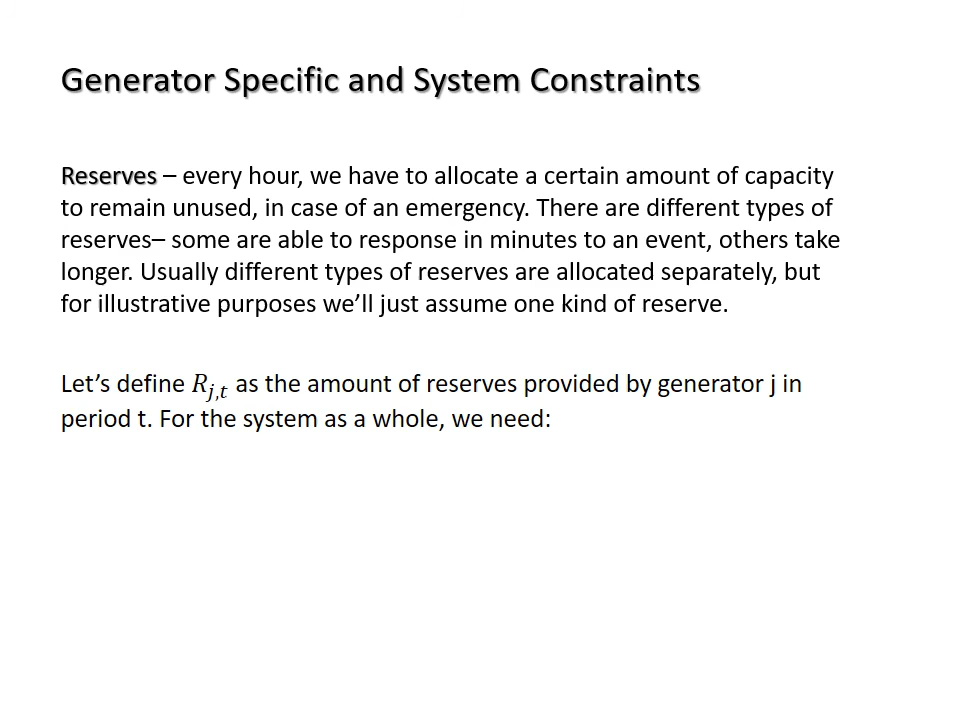 Generator Specific and System Constraints
Reserves – every hour, we have to allocate a certain amount of capacity
to remain unused, in case of an emergency. There are different types of
reserves– some are able to response in minutes to an event, others take
longer. Usually different types of reserves are allocated separately, but
for illustrative purposes we’ll just assume one kind of reserve.
Let’s define R_{j,t} as the amount of reserves provided by generator j in
period t. For the system as a whole, we need: